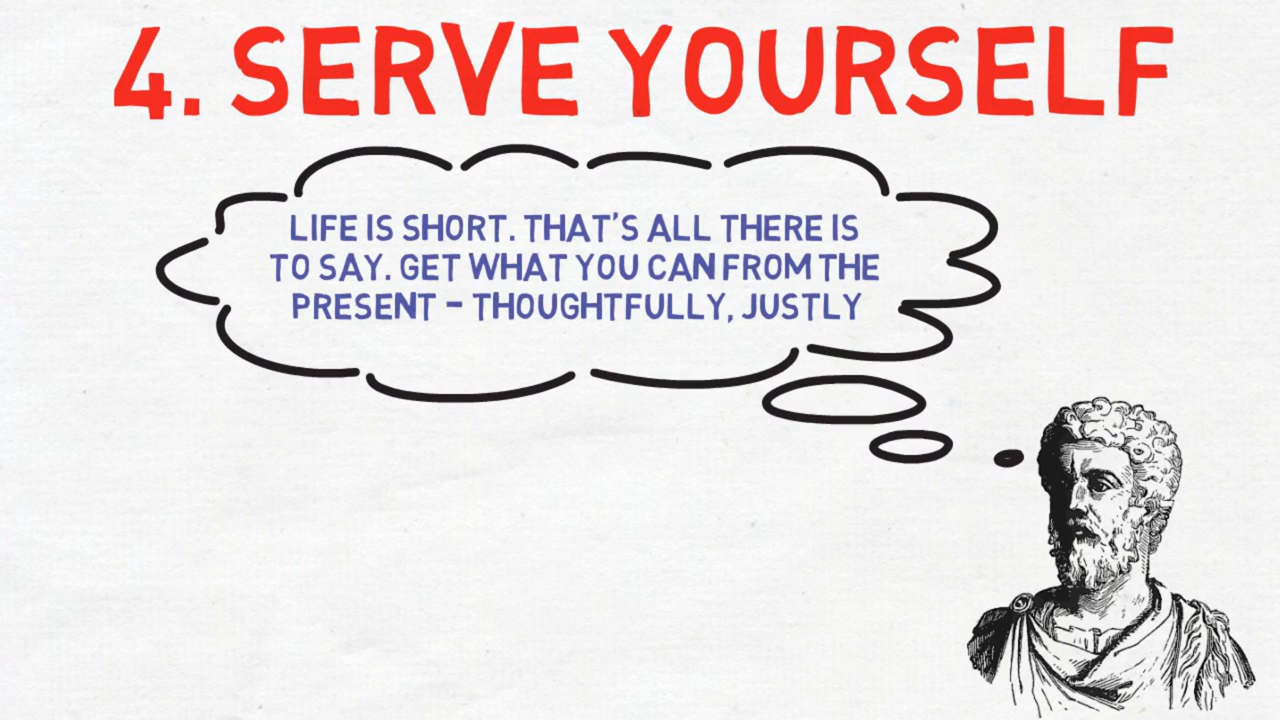 4. SERVE YOURSELF
LIFE IS SHORT. THAT'S ALL THERE IS
TO SAY. GET WHAT YOU CAN FROM THE
PRESENT – THOUGHTFULLY, JUSTLY